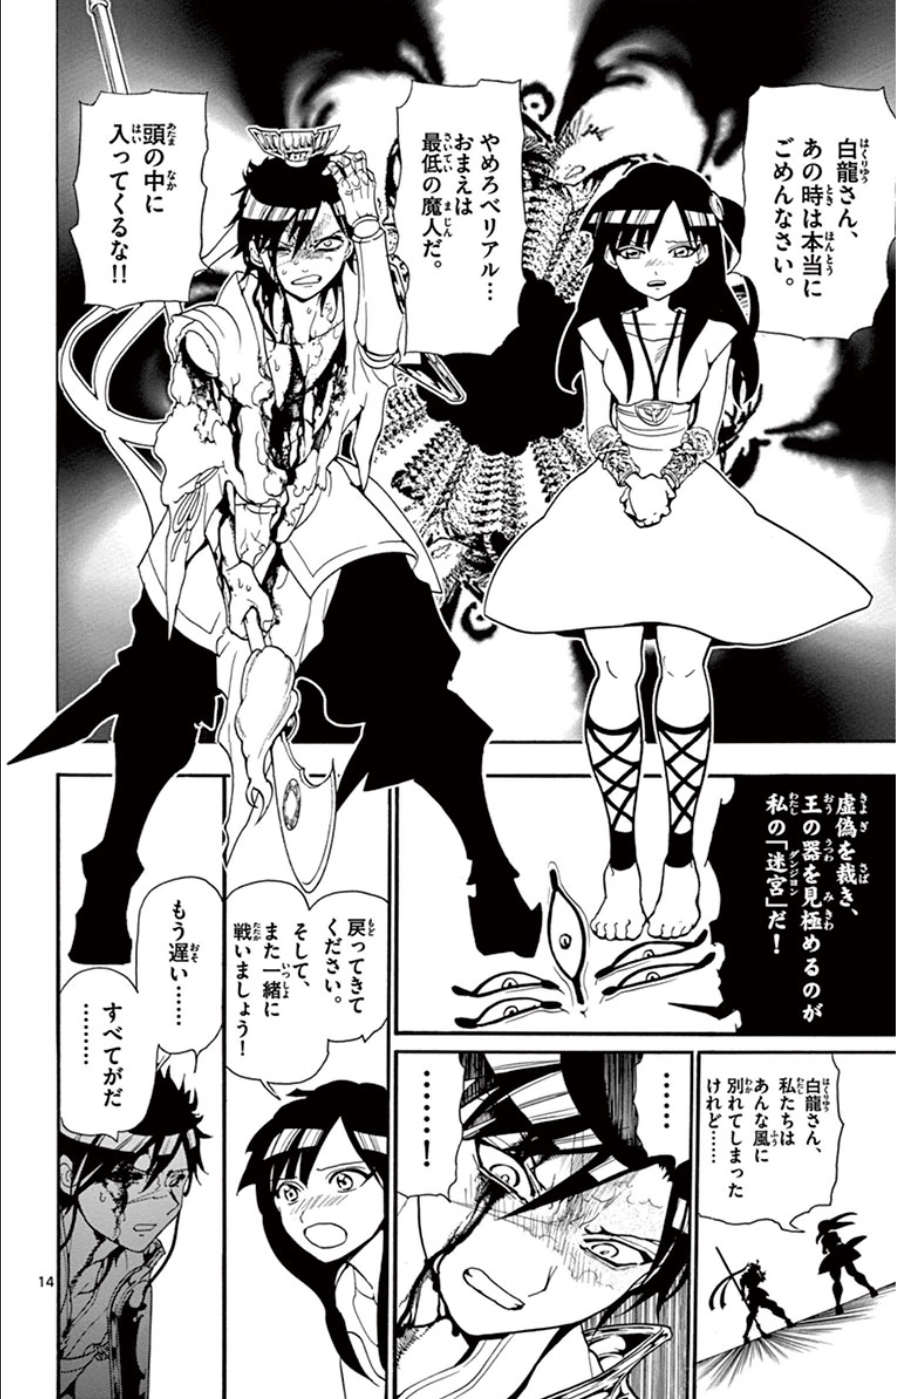 白龍さん、
あの時は本当に
ごめんなさい。
やめろベリアル…
おまえは
最低の魔人だ。
頭の中に
入ってくるな!!
虚偽を裁き、
王の器を見極めるのが
私の「迷宮」だ！
白龍さん、
私たちは
あんな風に
別れてしまった
けれど……
……
……！
戻ってきて
ください。
そして、
また一緒に
戦いましょう！
もう遅い……
すべてがだ
………
14